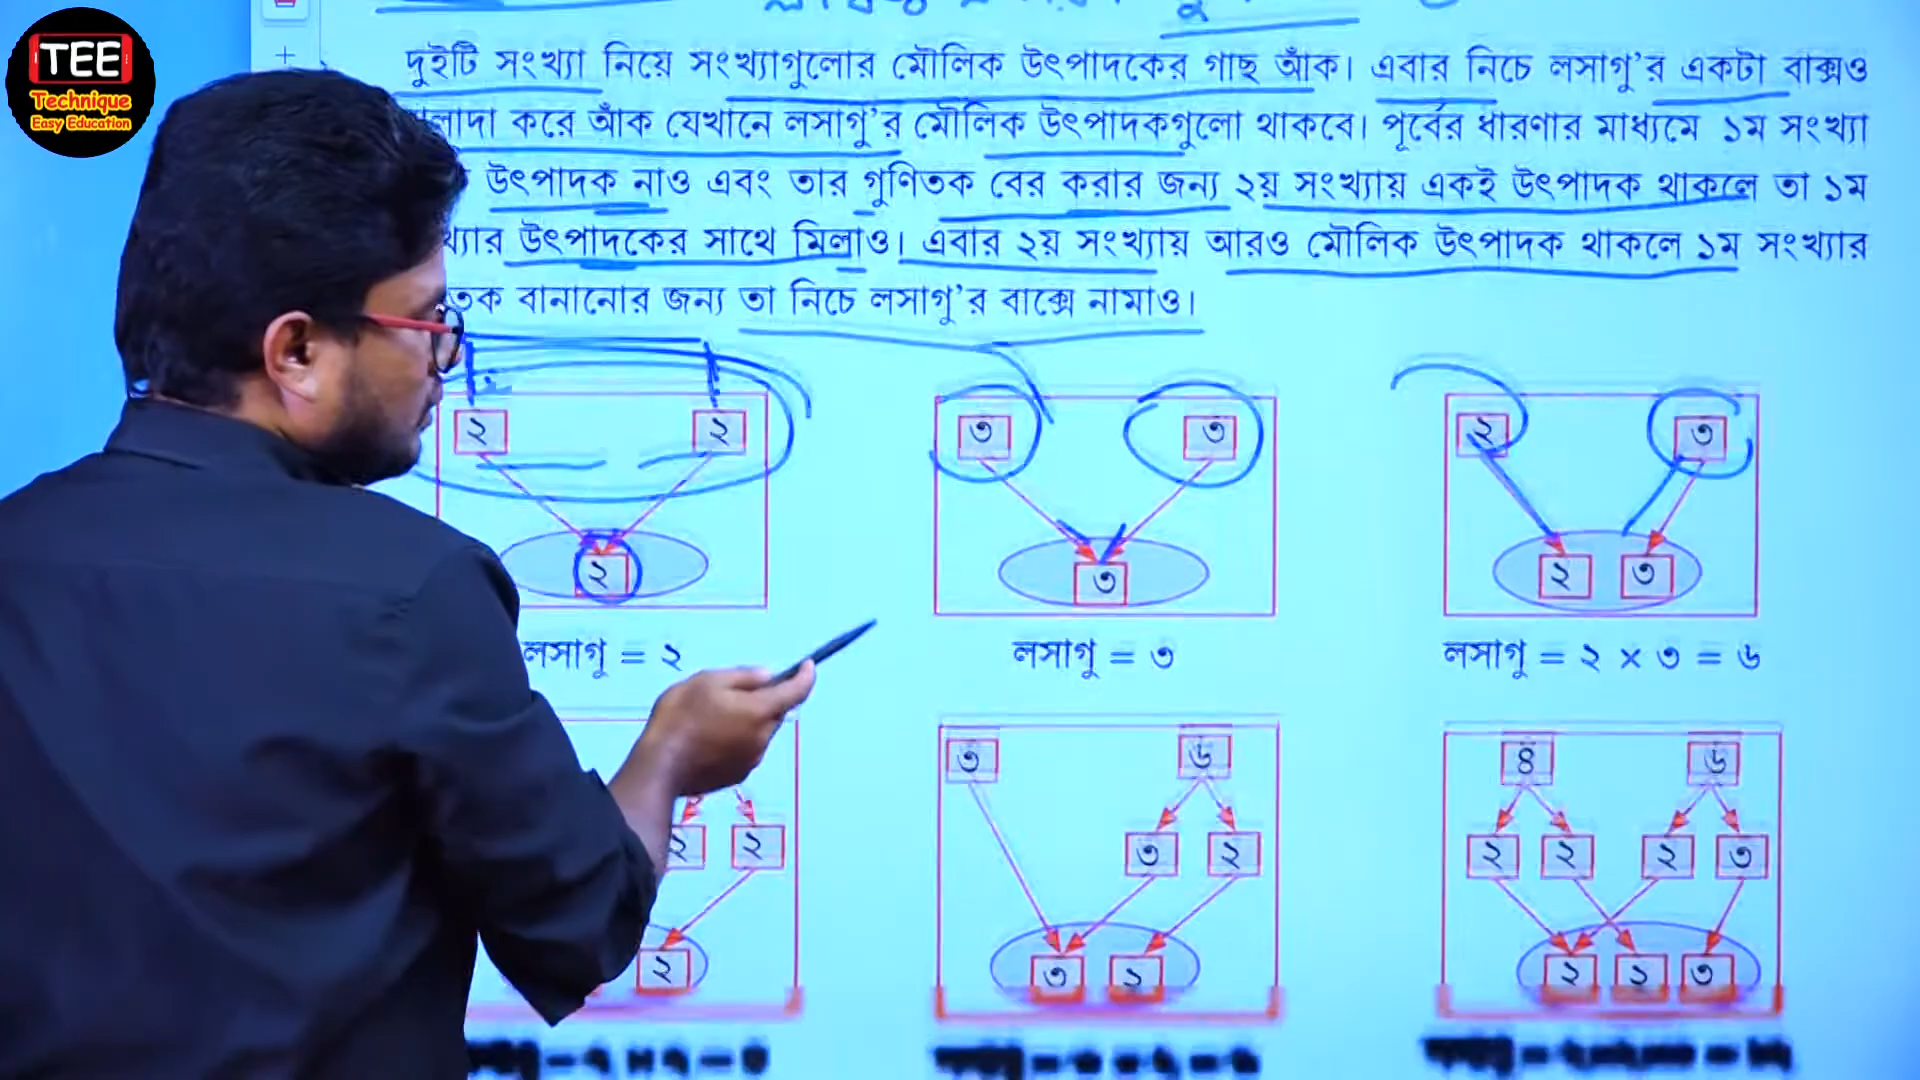 TEE
Technique
Easy Education
দুইটি সংখ্যা নিয়ে সংখ্যাগুলোর মৌলিক উৎপাদকের গাছ আঁক। এবার নিচে লসাগু’র একটা বাক্সও
করে আঁক যেখানে লসাগু’র মৌলিক উৎপাদকগুলো থাকবে। পূর্বের ধারণার মাধ্যমে ১ম সংখ্যা
উৎপাদক নাও এবং তার গুণিতক বের করার জন্য ২য় সংখ্যায় একই উৎপাদক থাকলে তা ১ম
উৎপাদকের সাথে মিলাও। এবার ২য় সংখ্যায় আরও মৌলিক উৎপাদক থাকলে ১ম সংখ্যার
বানানোর জন্য তা নিচে লসাগু’র বাক্সে নামাও।
২ ২ ৩ ৩ ২ ৩
২ ৩ ২ ৩
লসাগু = ২ লসাগু = ৩ লসাগু = ২ × ৩ = ৬
৩ ৬ ৪ ৬
২ ২ ৩ ২ ২ ২ ২ ৩
২ ৩ ২ ২ ২ ৩